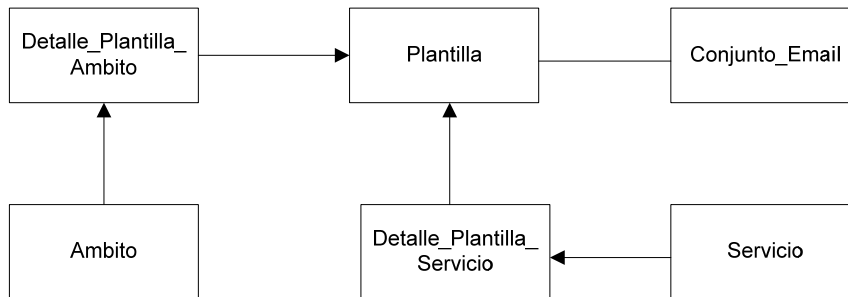 Detalle_Plantilla_
Ambito
Plantilla
Conjunto_Email
Ambito
Detalle_Plantilla_
Servicio
Servicio